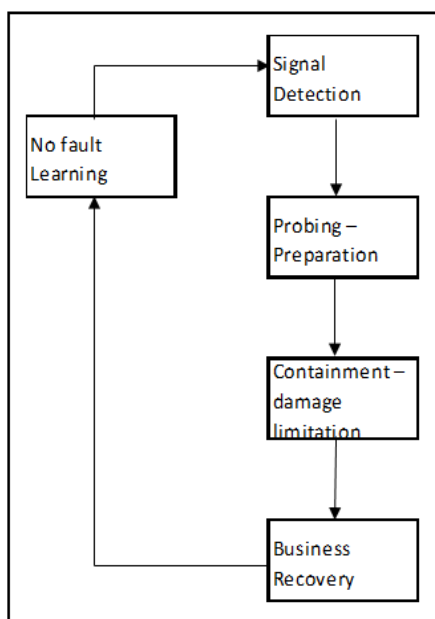 Signal
Detection
No fault
Learning
Probing –
Preparation
Containment –
damage
limitation
Business
Recovery